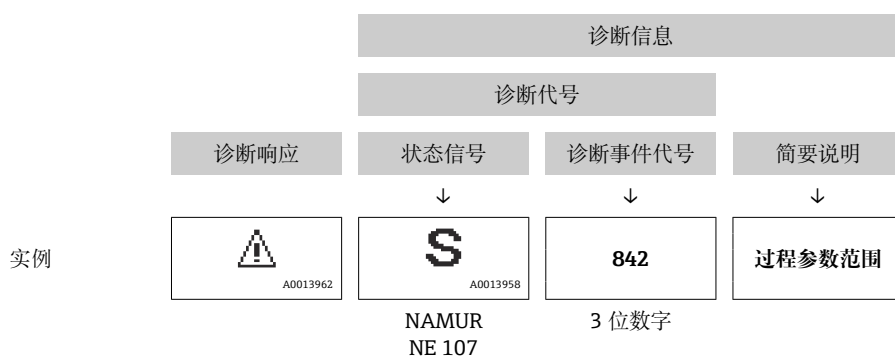 诊断信息
诊断代号
诊断响应 状态信号 诊断事件代号 简要说明
↓ ↓ ↓
实例 S 842 过程参数范围
A0013962 A0013958
NAMUR 3 位数字
NE 107